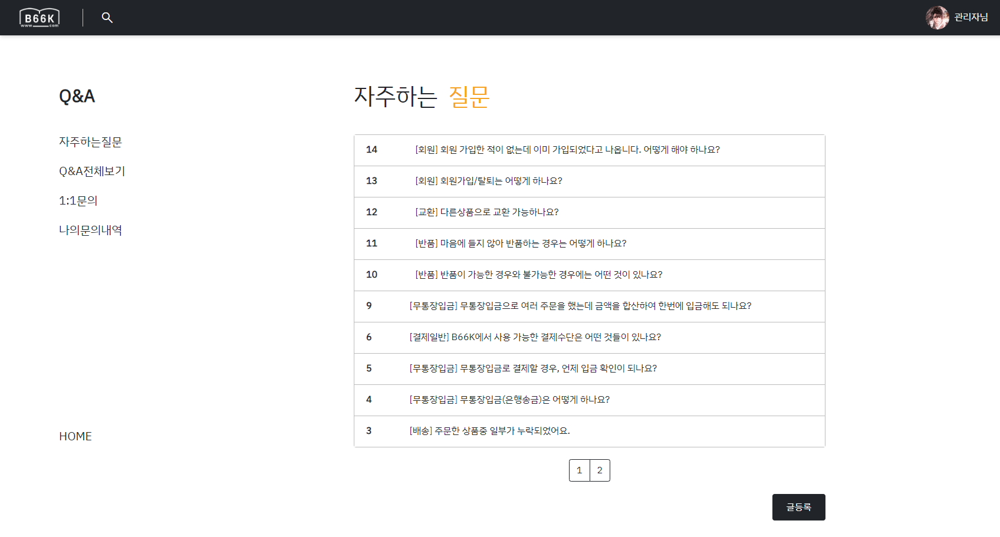 B66K
www.com
관리자님
Q&A
자주하는질문
Q&A전체보기
1:1문의
나의문의내역
HOME
자주하는 질문
14 [회원] 회원 가입한 적이 없는데 이미 가입되었다고 나옵니다. 어떻게 해야 하나요?
13 [회원] 회원가입/탈퇴는 어떻게 하나요?
12 [교환] 다른상품으로 교환 가능하나요?
11 [반품] 마음에 들지 않아 반품하는 경우는 어떻게 하나요?
10 [반품] 반품이 가능한 경우와 불가능한 경우에는 어떤 것이 있나요?
9 [무통장입금] 무통장입금으로 여러 주문을 했는데 금액을 합산하여 한번에 입금해도 되나요?
6 [결제일반] B66K에서 사용 가능한 결제수단은 어떤 것들이 있나요?
5 [무통장입금] 무통장입금로 결제할 경우, 언제 입금 확인이 되나요?
4 [무통장입금] 무통장입금(은행송금)은 어떻게 하나요?
3 [배송] 주문한 상품중 일부가 누락되었어요.
1 2
글등록